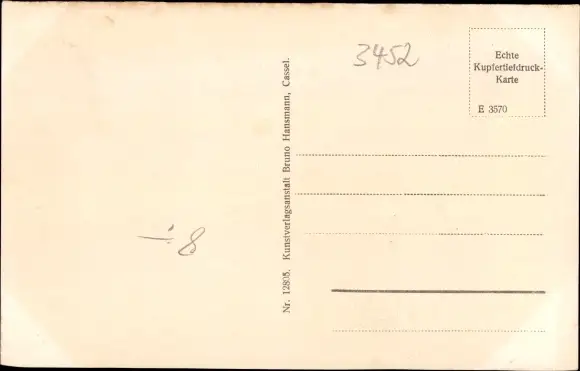 3452
Echte
Kupfertiefdruck-
Karte
E 3570
Nr. 12805. Kunstverlagsanstalt Bruno Hansmann, Cassel.
-.8